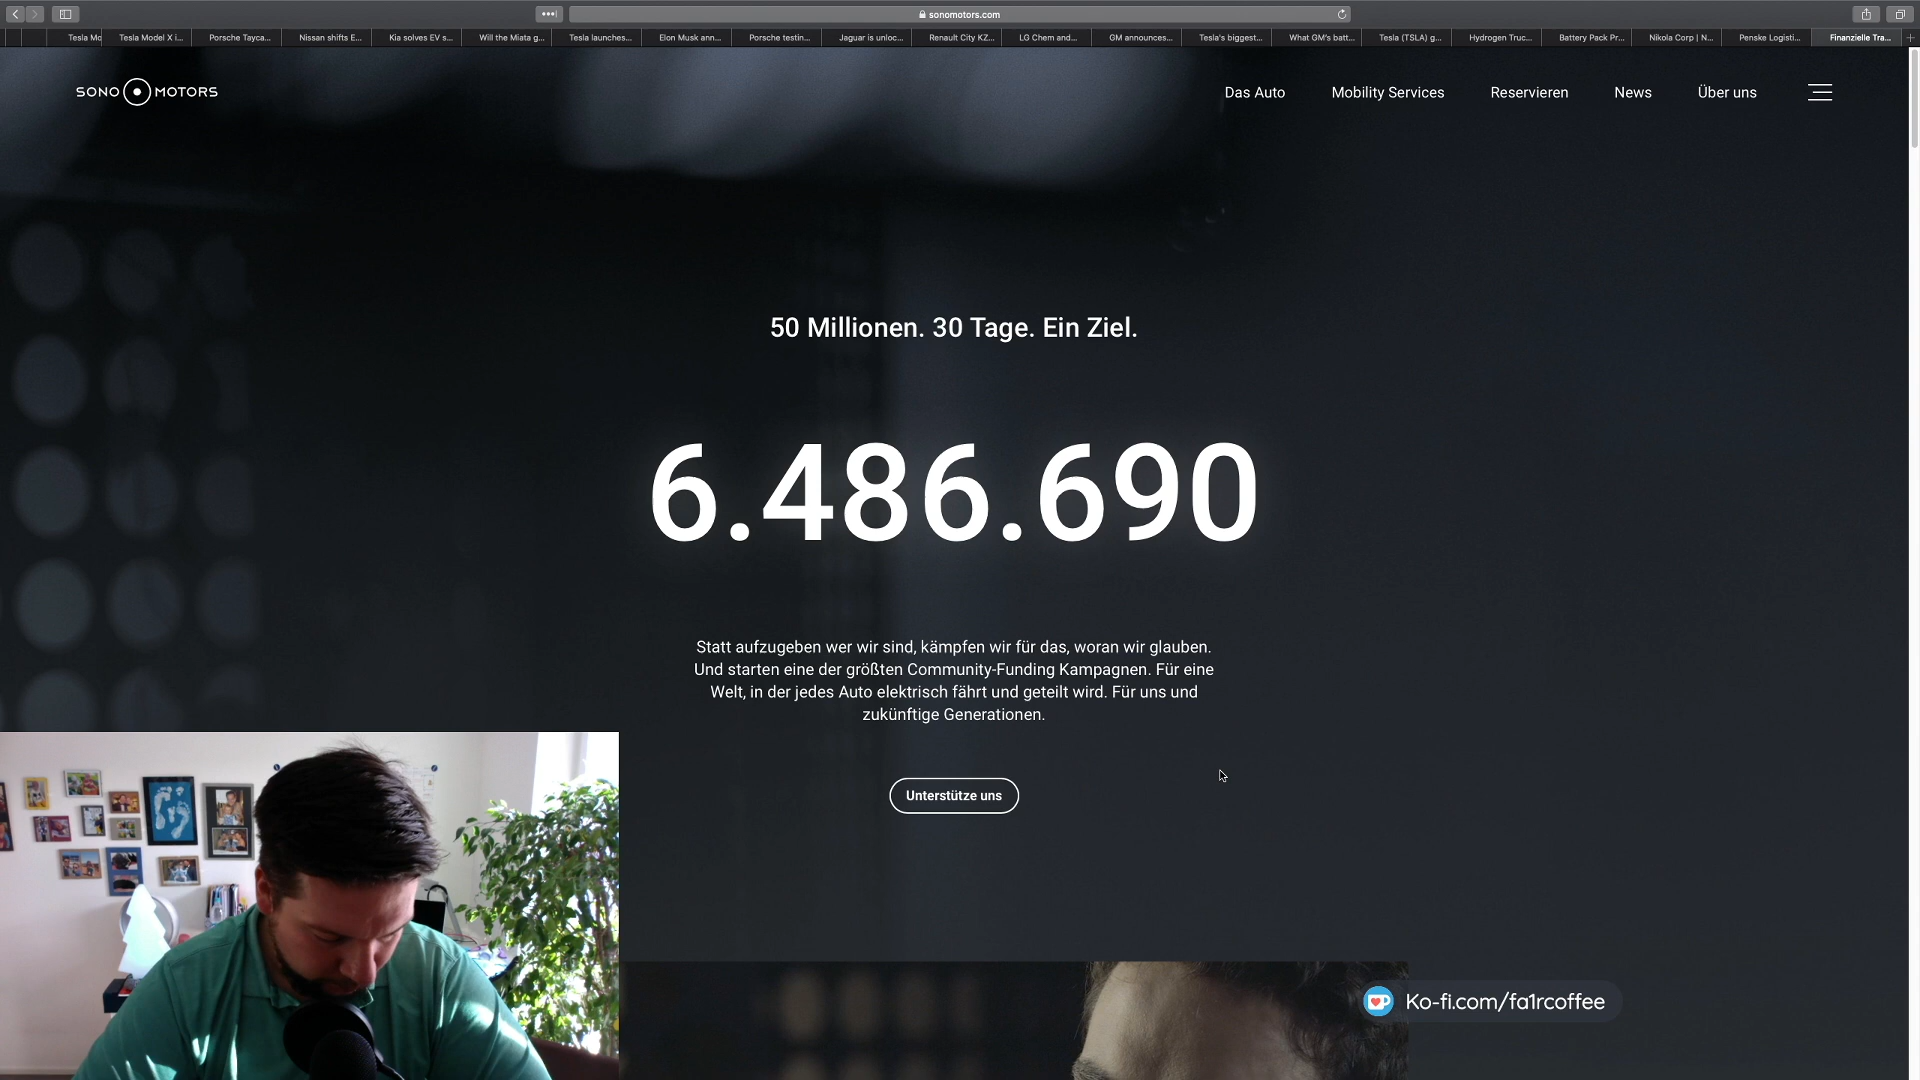 sonomotors.com
Tesla Mo
Tesla Model X i...
Porsche Tayca...
Nissan shifts E...
Kia solves EV s...
Will the Miata g...
Tesla launches...
Elon Musk ann...
Porsche testin...
Jaguar is unloc...
Renault City KZ...
LG Chem and...
GM announces...
Tesla's biggest...
What GM's batt...
Tesla (TSLA) g...
Hydrogen Truc...
Battery Pack Pr...
Nikola Corp | N...
Penske Logisti...
Finanzielle Tra...
SONO MOTORS
Das Auto
Mobility Services
Reservieren
News
Über uns
50 Millionen. 30 Tage. Ein Ziel.
6.486.690
Statt aufzugeben wer wir sind, kämpfen wir für das, woran wir glauben.
Und starten eine der größten Community-Funding Kampagnen. Für eine
Welt, in der jedes Auto elektrisch fährt und geteilt wird. Für uns und
zukünftige Generationen.
Unterstütze uns
Ko-fi.com/fa1rcoffee